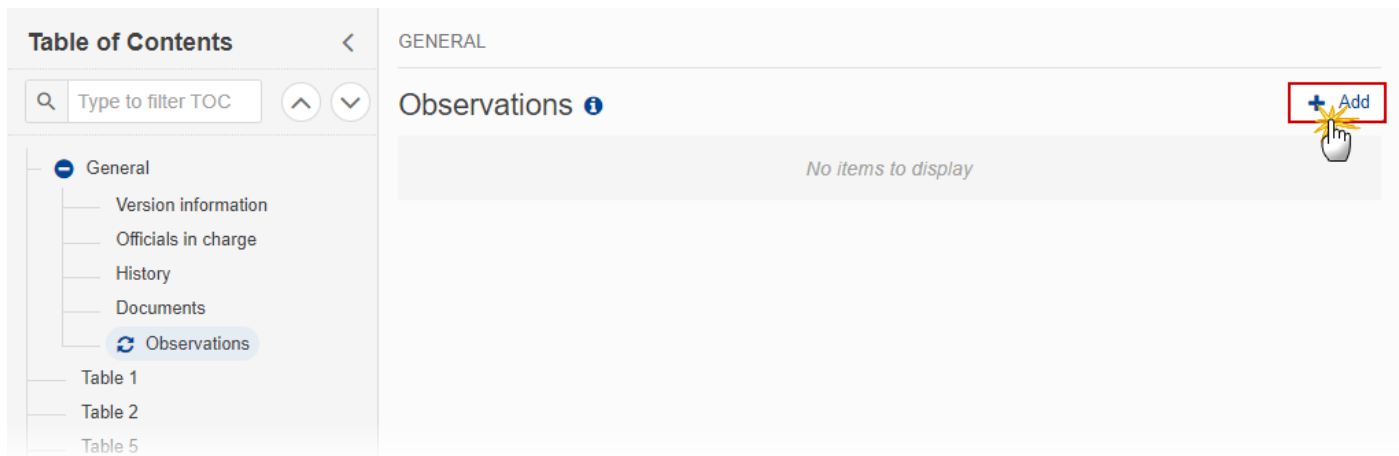 Table of Contents
Type to filter TOC
General
Version information
Officials in charge
History
Documents
Observations
Table 1
Table 2
Table 5
GENERAL
Observations
Add
No items to display